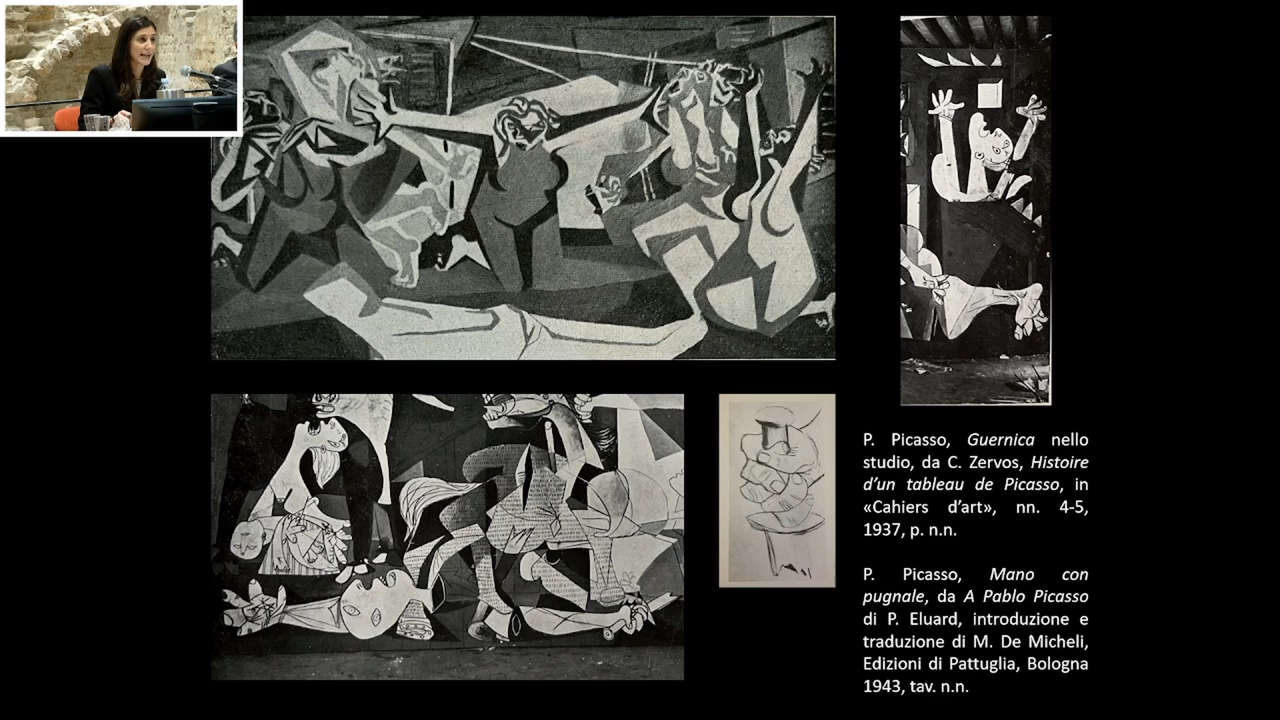 P. Picasso, Guernica nello
studio, da C. Zervos, Histoire
d'un tableau de Picasso, in
«Cahiers d'art», nn. 4-5,
1937, p. n.n.
P. Picasso, Mano con
pugnale, da A Pablo Picasso
di P. Eluard, introduzione e
traduzione di M. De Micheli,
Edizioni di Pattuglia, Bologna
1943, tav. n.n.